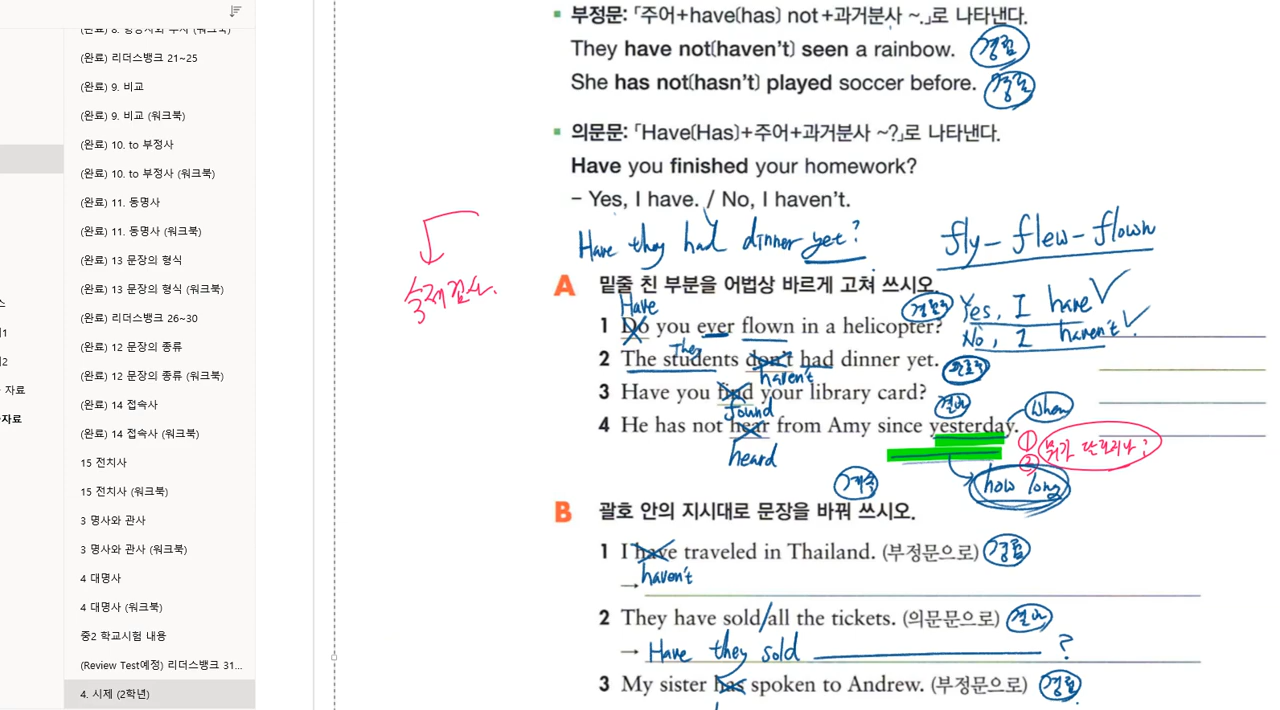 (완료) 리더스뱅크 21~25
(완료) 9. 비교
(완료) 9. 비교 (워크북)
(완료) 10. to 부정사
(완료) 10. to 부정사 (워크북)
(완료) 11. 동명사
(완료) 11. 동명사 (워크북)
(완료) 13 문장의 형식
(완료) 13 문장의 형식 (워크북)
(완료) 리더스뱅크 26~30
(완료) 12 문장의 종류
(완료) 12 문장의 종류 (워크북)
(완료) 14 접속사
(완료) 14 접속사 (워크북)
15 전치사
15 전치사 (워크북)
3 명사와 관사
3 명사와 관사 (워크북)
4 대명사
4 대명사 (워크북)
중2 학교시험 내용
(Review Test예정) 리더스뱅크 31...
4. 시제 (2학년)
자료
자료
부정문: 「주어+have(has) not+과거분사 ~.」로 나타낸다.
They have not(haven't) seen a rainbow. 경험
She has not(hasn't) played soccer before. 경험
의문문: 「Have(Has)+주어+과거분사 ~?」로 나타낸다.
Have you finished your homework?
– Yes, I have. / No, I haven't.
Have they had dinner yet? fly - flew - flown
숙제검사.
A 밑줄 친 부분을 어법상 바르게 고쳐 쓰시오.
Have
1 Do you ever flown in a helicopter? Yes, I have
No, I haven't
They
2 The students don't had dinner yet. 완료
haven't
3 Have you find your library card? 결과
found
when
4 He has not hear from Amy since yesterday.
① ② 뭐가 달라지나?
heard
계속 how long
B 괄호 안의 지시대로 문장을 바꿔 쓰시오.
1 I have traveled in Thailand. (부정문으로) 경험
→ haven't
2 They have sold/all the tickets. (의문문으로) 결과
→ Have they sold ?
3 My sister has spoken to Andrew. (부정문으로) 경험